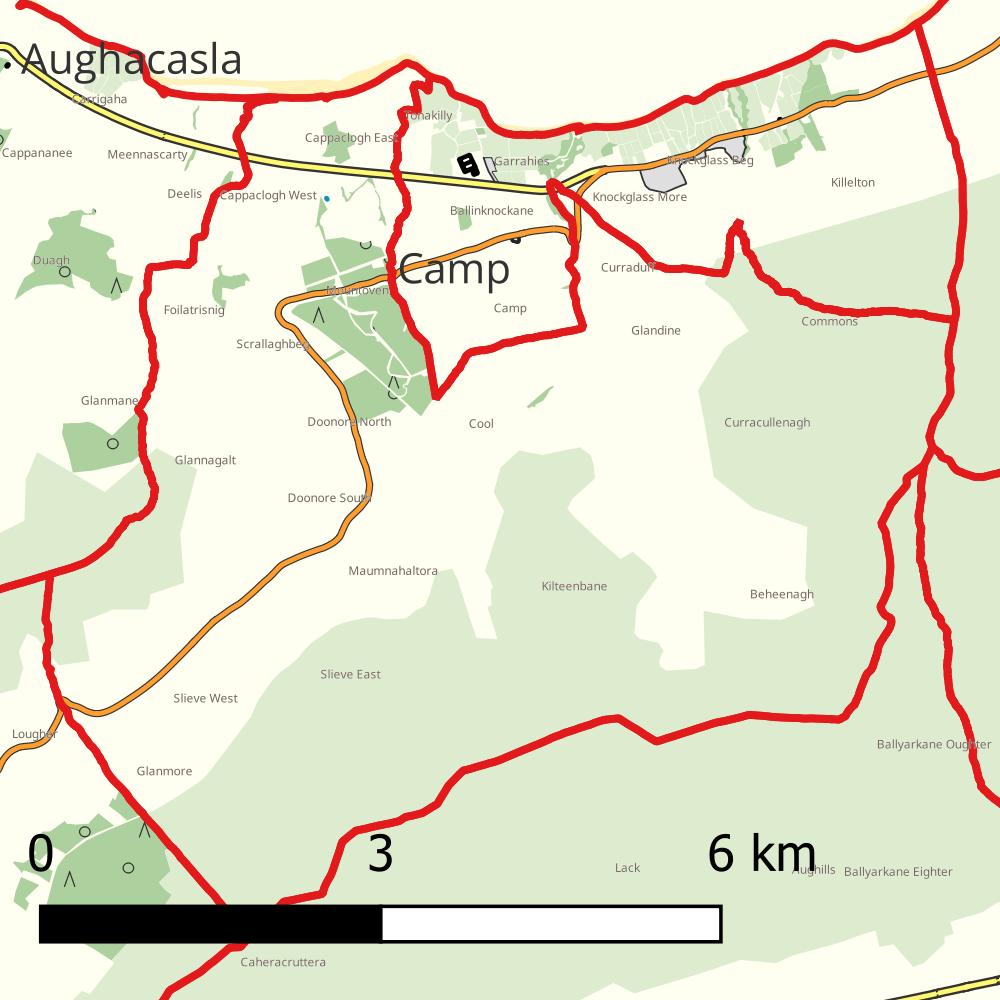 Aughacasla
Carrigaha
Tonakilly
Cappaclogh East
Cappananee
Meennascarty
Garrahies
Knockglass Beg
Deelis
Cappaclogh West
Killelton
Knockglass More
Ballinknockane
Duagh
Camp
Curraduff
Mountoven
Foilatrisnig
Camp
Commons
Glandine
Scrallaghbeg
Glanmane
Doonore North
Cool
Curracullenagh
Glannagalt
Doonore South
Maumnahaltora
Kilteenbane
Beheenagh
Slieve East
Slieve West
Lougher
Ballyarkane Oughter
Glanmore
0 3 6 km
Lack
Aughills
Ballyarkane Eighter
Caheracruttera